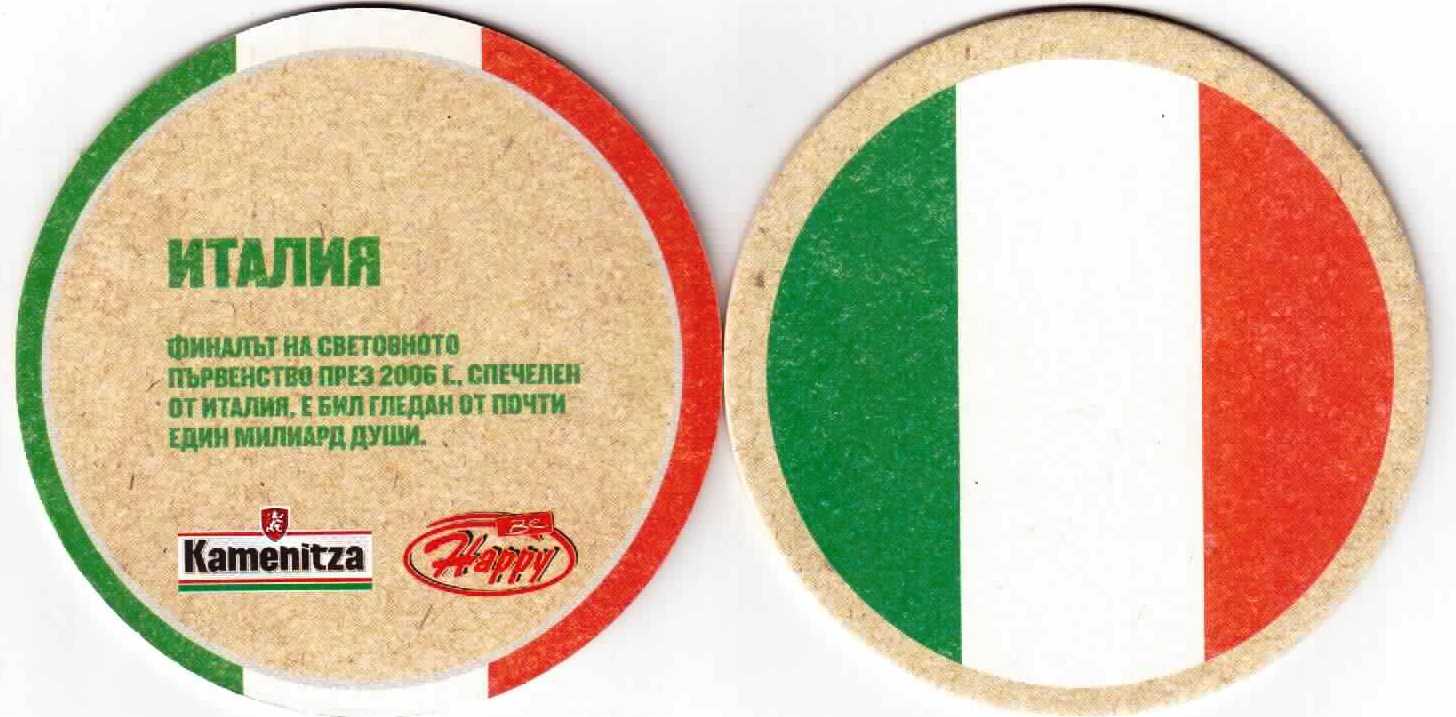 ИТАЛИЯ
ФИНАЛЪТ НА СВЕТОВНОТО
ПЪРВЕНСТВО ПРЕЗ 2006 Г., СПЕЧЕЛЕН
ОТ ИТАЛИЯ, Е БИЛ ГЛЕДАН ОТ ПОЧТИ
ЕДИН МИЛИАРД ДУШИ.
Kamenitza
Happy